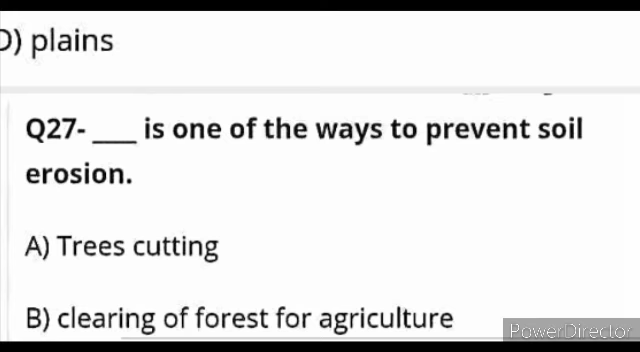 D) plains
Q27- ___ is one of the ways to prevent soil
erosion.
A) Trees cutting
B) clearing of forest for agriculture
PowerDirector